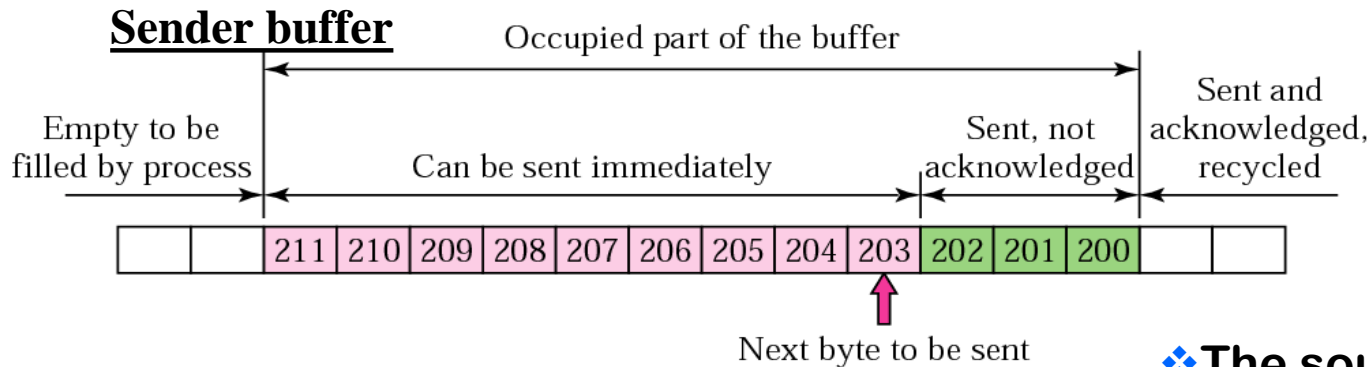 Sender buffer
Occupied part of the buffer
Empty to be
filled by process
Can be sent immediately
Sent, not
acknowledged
Sent and
acknowledged,
recycled
211 210 209 208 207 206 205 204 203 202 201 200
Next byte to be sent
❖The sou